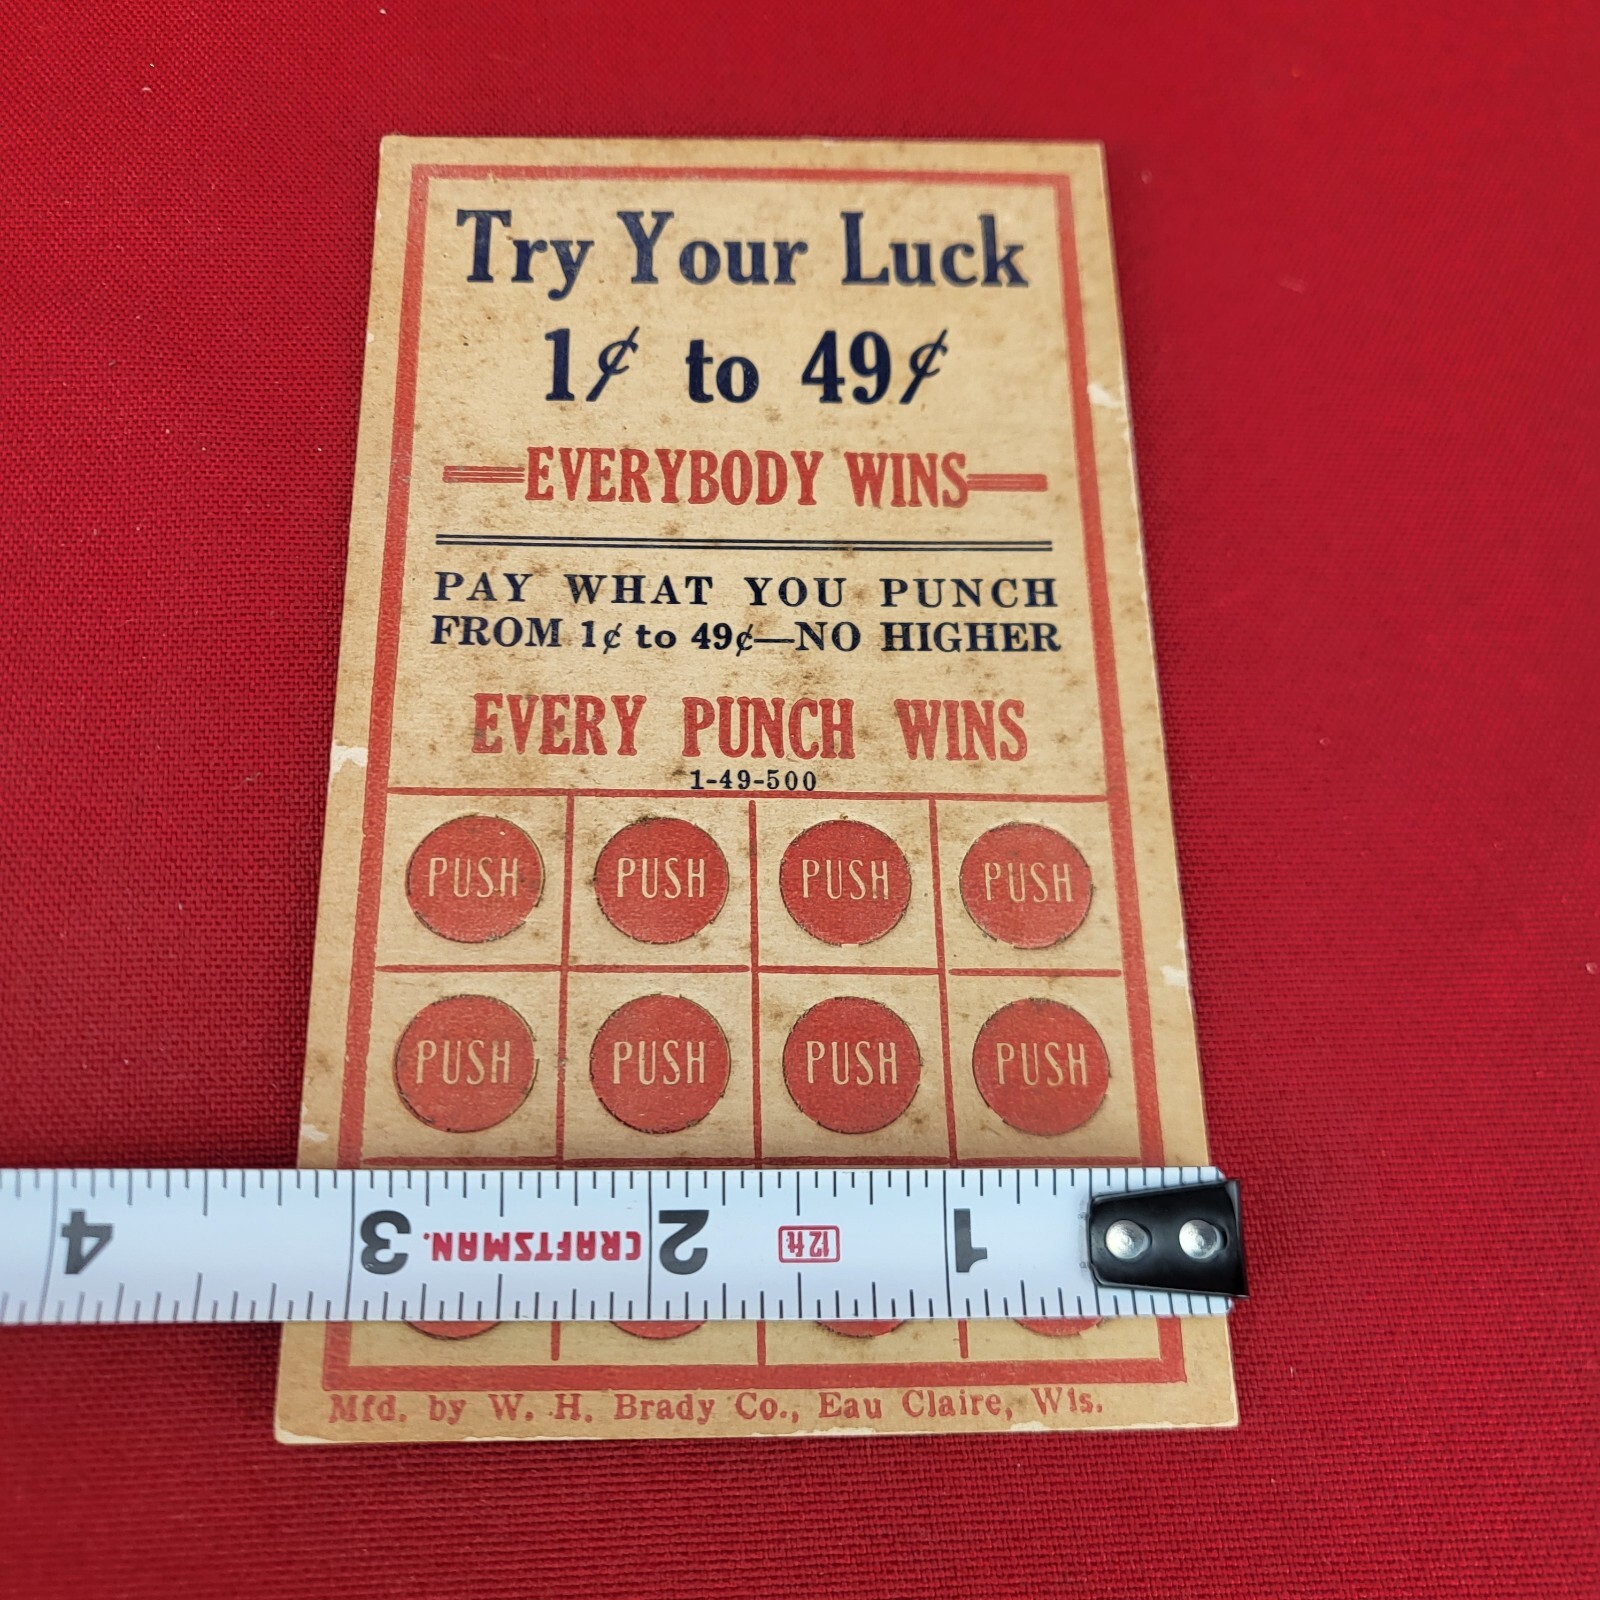 Try Your Luck
1¢ to 49¢
EVERYBODY WINS
PAY WHAT YOU PUNCH
FROM 1¢ to 49¢—NO HIGHER
EVERY PUNCH WINS
1-49-500
PUSH PUSH PUSH PUSH
PUSH PUSH PUSH PUSH
1 12ft 2 CRAFTSMAN. 3 4
Mfd. by W. H. Brady Co., Eau Claire, Wis.